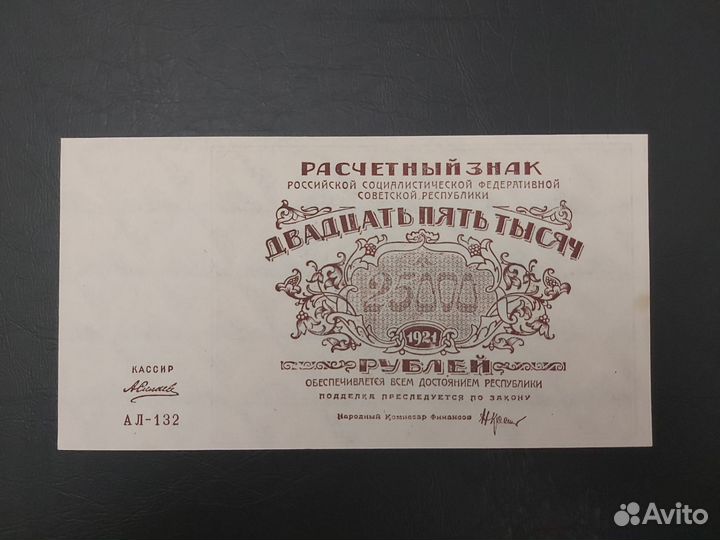 РАСЧЕТНЫЙ ЗНАК
РОССИЙСКОЙ СОЦИАЛИСТИЧЕСКОЙ ФЕДЕРАТИВНОЙ
СОВЕТСКОЙ РЕСПУБЛИКИ
ДВАДЦАТЬ ПЯТЬ ТЫСЯЧ
25000
1921
РУБЛЕЙ
ОБЕСПЕЧИВАЕТСЯ ВСЕМ ДОСТОЯНИЕМ РЕСПУБЛИКИ
ПОДДЕЛКА ПРЕСЛЕДУЕТСЯ ПО ЗАКОНУ
Народный Комиссар Финансов
КАССИР
АЛ-132
Avito